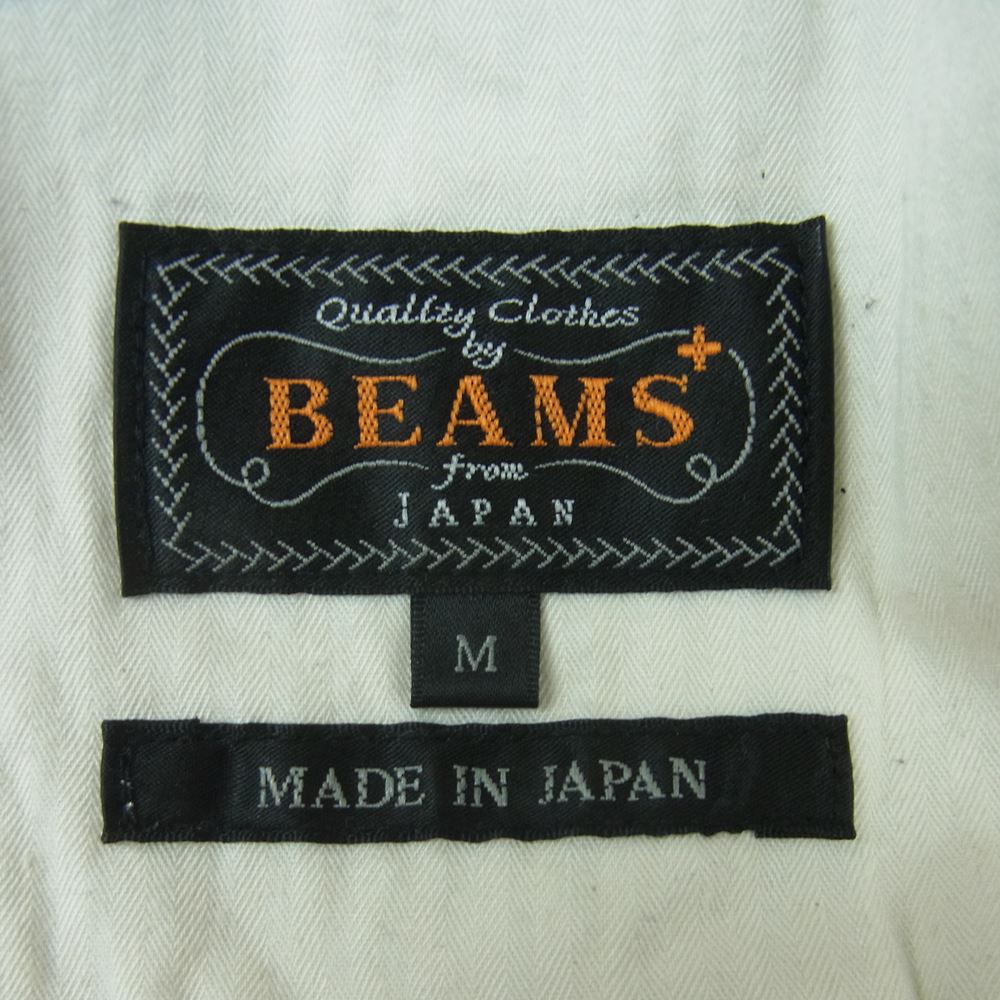 Quality Clothes
by
BEAMS+
from
JAPAN
M
MADE IN JAPAN